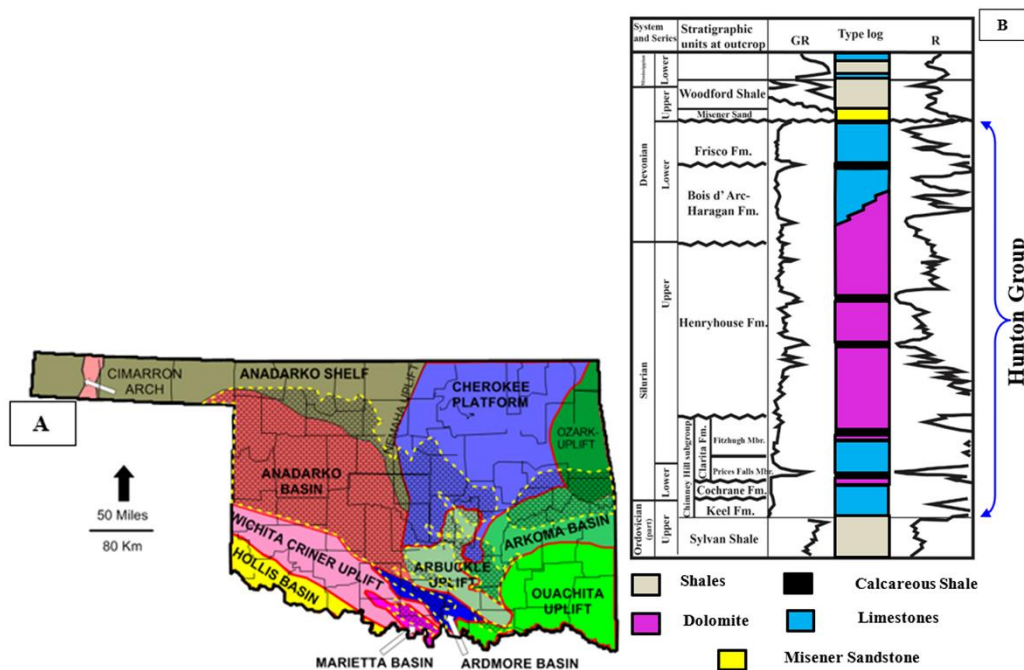 A
50 Miles
80 Km
CIMARRON
ARCH
ANADARKO SHELF
NEMAHA UPLIFT
CHEROKEE
PLATFORM
OZARK
UPLIFT
ANADARKO
BASIN
WICHITA CRINER UPLIFT
HOLLIS BASIN
ARBUCKLE
UPLIFT
ARKOMA BASIN
OUACHITA
UPLIFT
MARIETTA BASIN
ARDMORE BASIN
B
System
and Series
Stratigraphic
units at outcrop
GR
Type log
R
Mississippian
Lower
Devonian
Upper
Woodford Shale
Misener Sand
Lower
Frisco Fm.
Bois d' Arc-
Haragan Fm.
Silurian
Upper
Henryhouse Fm.
Chimney Hill subgroup
Clarita Fm.
Fitzhugh Mbr.
Prices Falls Mbr.
Lower
Cochrane Fm.
Keel Fm.
Ordovician
(part)
Upper
Sylvan Shale
Hunton Group
Shales
Calcareous Shale
Dolomite
Limestones
Misener Sandstone